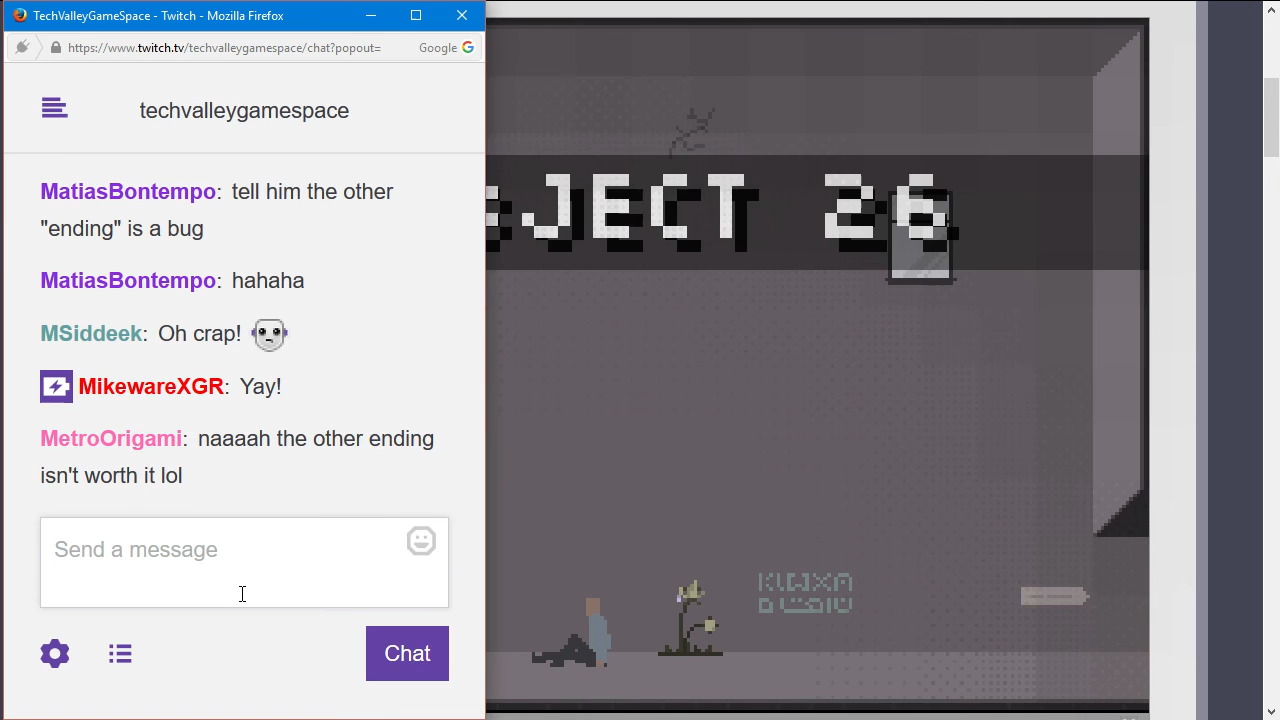 TechValleyGameSpace - Twitch - Mozilla Firefox
https://www.twitch.tv/techvalleygamespace/chat?popout=
Google
techvalleygamespace
MatiasBontempo: tell him the other
"ending" is a bug
MatiasBontempo: hahaha
MSiddeek: Oh crap!
MikewareXGR: Yay!
MetroOrigami: naaaah the other ending
isn't worth it lol
Send a message
Chat
JECT 26